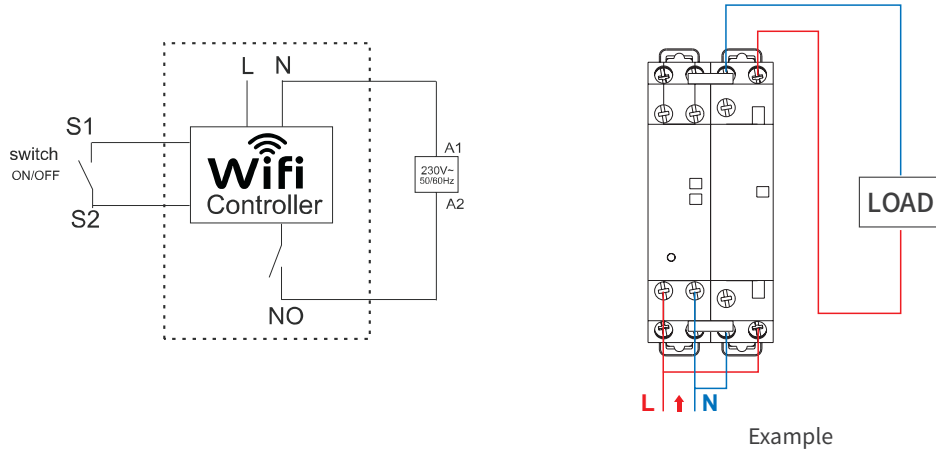 L N
S1
switch
ON/OFF
S2
Wifi
Controller
A1
230V~
50/60Hz
A2
NO
LOAD
L N
Example